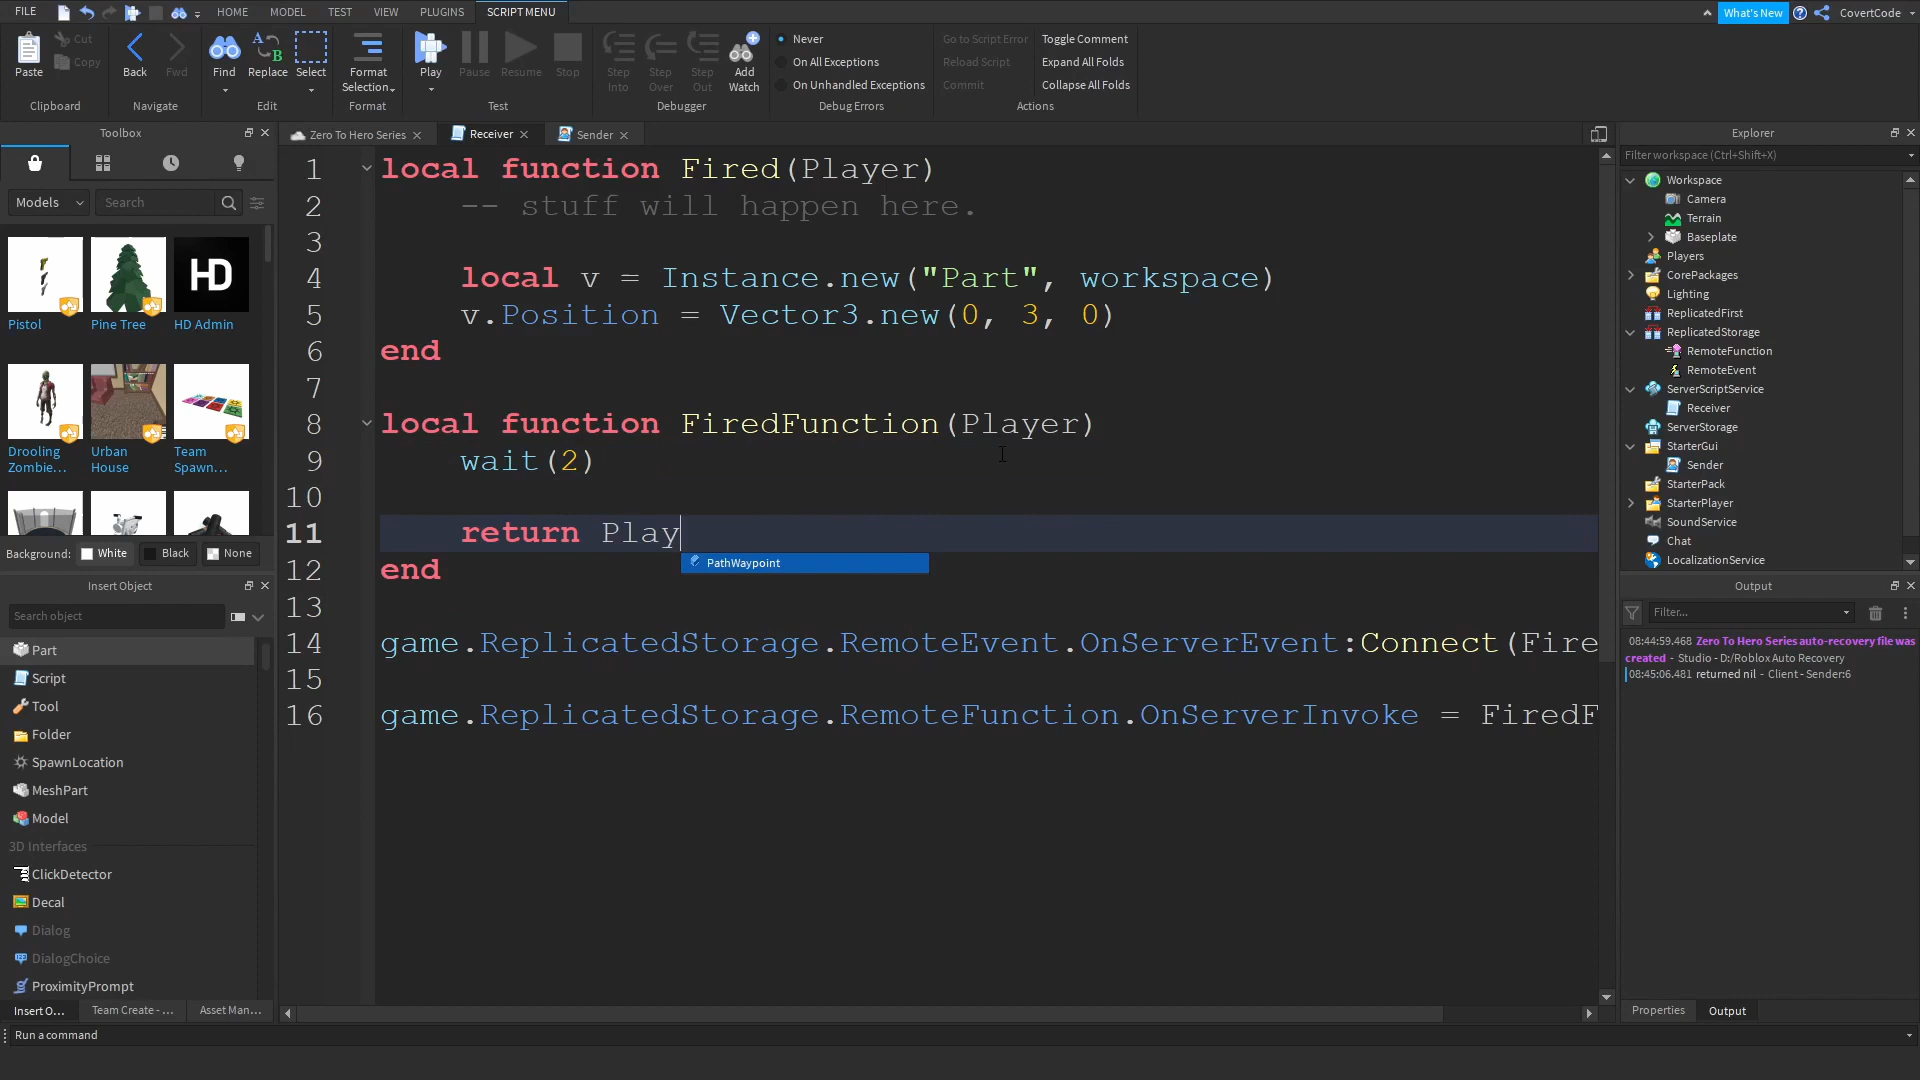 FILE
HOME
MODEL
TEST
VIEW
PLUGINS
SCRIPT MENU
What's New
CovertCode
Paste
Cut
Copy
Clipboard
Back
Fwd
Navigate
Find
Replace
Select
Edit
Format
Selection
Format
Play
Pause
Resume
Stop
Test
Step
Into
Step
Over
Step
Out
Add
Watch
Debugger
Never
On All Exceptions
On Unhandled Exceptions
Debug Errors
Go to Script Error
Reload Script
Commit
Toggle Comment
Expand All Folds
Collapse All Folds
Actions
Toolbox
Models
Search
Pistol
Pine Tree
HD
HD Admin
Drooling
Zombie...
Urban
House
Team
Spawn...
Background:
White
Black
None
Insert Object
Search object
Part
Script
Tool
Folder
SpawnLocation
MeshPart
Model
3D Interfaces
ClickDetector
Decal
Dialog
DialogChoice
ProximityPrompt
Insert O...
Team Create - ...
Asset Man...
Run a command
Zero To Hero Series
Receiver
Sender
1 local function Fired(Player)
2 -- stuff will happen here.
3
4 local v = Instance.new("Part", workspace)
5 v.Position = Vector3.new(0, 3, 0)
6 end
7
8 local function FiredFunction(Player)
9 wait(2)
10
11 return Play
PathWaypoint
12 end
13
14 game.ReplicatedStorage.RemoteEvent.OnServerEvent:Connect(Fire
15
16 game.ReplicatedStorage.RemoteFunction.OnServerInvoke = FiredF
Explorer
Filter workspace (Ctrl+Shift+X)
Workspace
Camera
Terrain
Baseplate
Players
CorePackages
Lighting
ReplicatedFirst
ReplicatedStorage
RemoteFunction
RemoteEvent
ServerScriptService
Receiver
ServerStorage
StarterGui
Sender
StarterPack
StarterPlayer
SoundService
Chat
LocalizationService
Output
Filter...
08:44:59.468 Zero To Hero Series auto-recovery file was
created - Studio - D:/Roblox Auto Recovery
08:45:06.481 returned nil - Client - Sender:6
Properties
Output